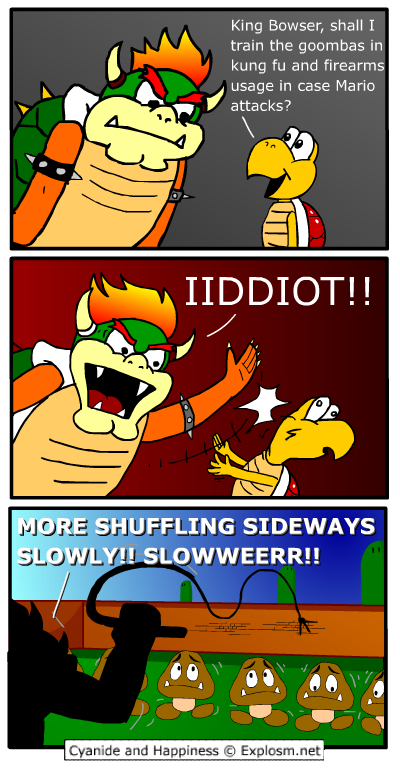 King Bowser, shall I
train the goombas in
kung fu and firearms
usage in case Mario
attacks?
IIDDIOT!!
MORE SHUFFLING SIDEWAYS
SLOWLY!! SLOWWEERR!!
Cyanide and Happiness © Explosm.net